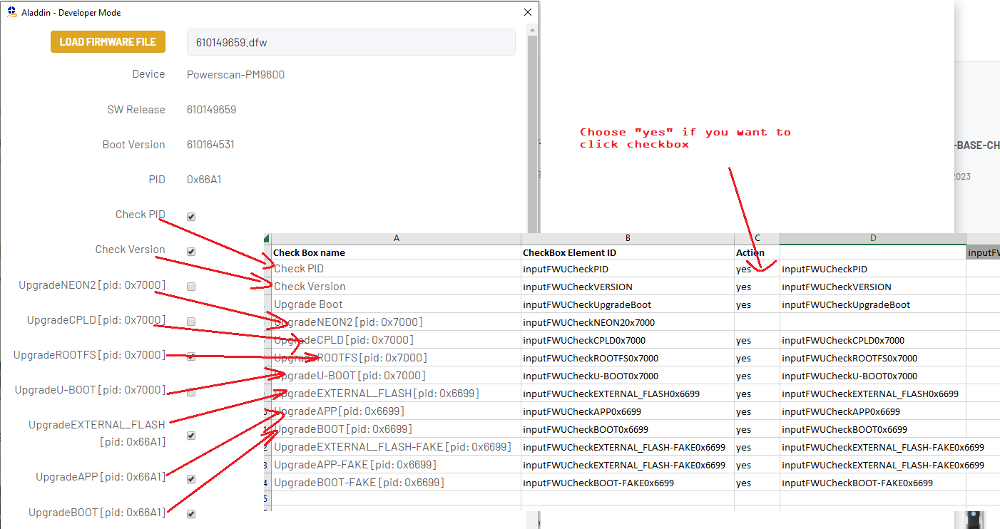 Aladdin - Developer Mode
LOAD FIRMWARE FILE
610149659.dfw
Device
Powerscan-PM9600
SW Release
610149659
Boot Version
610164531
PID
0x66A1
Check PID
Check Version
UpgradeNEON2 [pid: 0x7000]
UpgradeCPLD [pid: 0x7000]
UpgradeROOTFS [pid: 0x7000]
UpgradeU-BOOT [pid: 0x7000]
UpgradeEXTERNAL_FLASH
[pid: 0x66A1]
UpgradeAPP [pid: 0x66A1]
UpgradeBOOT [pid: 0x66A1]
Choose "yes" if you want to
click checkbox
-BASE-CH
2023
A B C D
Check Box name CheckBox Element ID Action inputFW
Check PID inputFWUCheckPID yes inputFWUCheckPID
Check Version inputFWUCheckVERSION yes inputFWUCheckVERSION
Upgrade Boot inputFWUCheckUpgradeBoot yes inputFWUCheckUpgradeBoot
UpgradeNEON2 [pid: 0x7000] inputFWUCheckNEON20x7000
UpgradeCPLD [pid: 0x7000] inputFWUCheckCPLD0x7000 yes inputFWUCheckCPLD0x7000
UpgradeROOTFS [pid: 0x7000] inputFWUCheckROOTFS0x7000 yes inputFWUCheckROOTFS0x7000
UpgradeU-BOOT [pid: 0x7000] inputFWUCheckU-BOOT0x7000 yes inputFWUCheckU-BOOT0x7000
UpgradeEXTERNAL_FLASH [pid: 0x6699] inputFWUCheckEXTERNAL_FLASH0x6699 yes inputFWUCheckEXTERNAL_FLASH0x6699
UpgradeAPP [pid: 0x6699] inputFWUCheckAPP0x6699 yes inputFWUCheckAPP0x6699
UpgradeBOOT [pid: 0x6699] inputFWUCheckBOOT0x6699 yes inputFWUCheckBOOT0x6699
2 UpgradeEXTERNAL_FLASH-FAKE [pid: 0x6699] inputFWUCheckEXTERNAL_FLASH-FAKE0x6699 yes inputFWUCheckEXTERNAL_FLASH-FAKE0x6699
3 UpgradeAPP-FAKE [pid: 0x6699] inputFWUCheckEXTERNAL_FLASH-FAKE0x6699 yes inputFWUCheckEXTERNAL_FLASH-FAKE0x6699
4 UpgradeBOOT-FAKE [pid: 0x6699] inputFWUCheckBOOT-FAKE0x6699 yes inputFWUCheckBOOT-FAKE0x6699
5